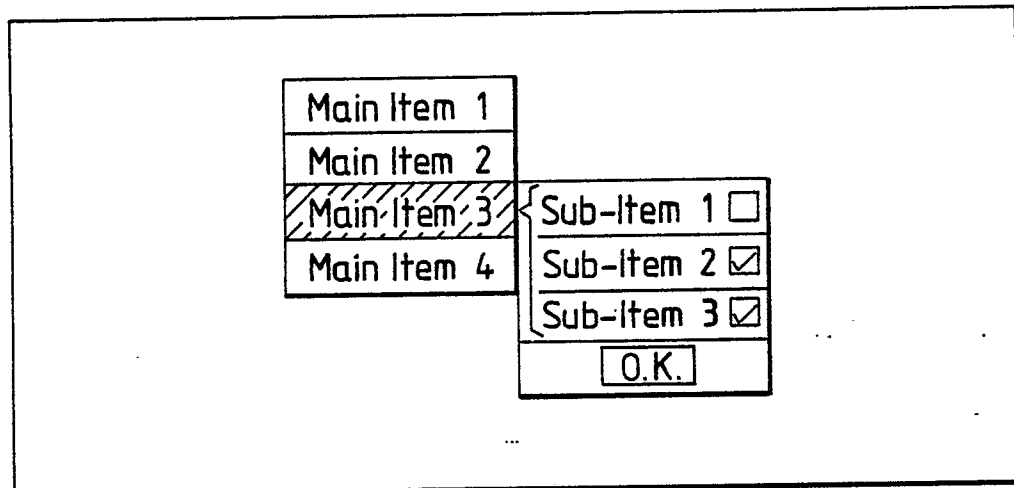 Main Item 1
Main Item 2
Main Item 3
Main Item 4
Sub-Item 1
Sub-Item 2
Sub-Item 3
O.K.